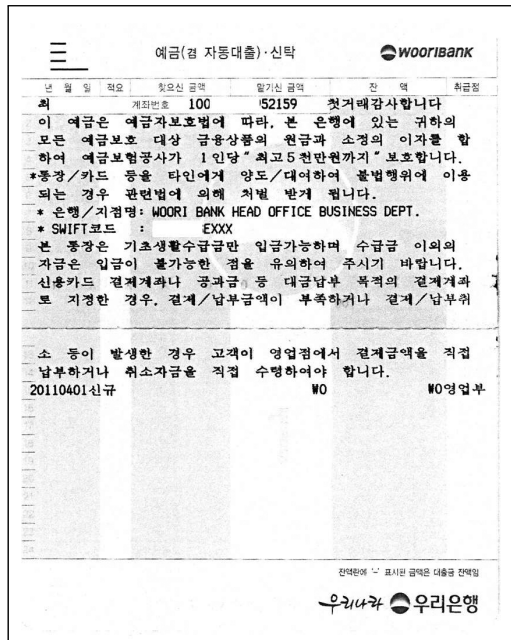 예금(겸 자동대출)·신탁 WOORIBANK
년 월 일 적요 찾으신 금액 맡기신 금액 잔 액 취급점
최 계좌번호 100 52159 첫거래감사합니다
이 예금은 예금자보호법에 따라, 본 은행에 있는 귀하의
모든 예금보호 대상 금융상품의 원금과 소정의 이자를 합
하여 예금보험공사가 1인당"최고5천만원까지"보호합니다.
*통장/카드 등을 타인에게 양도/대여하여 불법행위에 이용
되는 경우 관련법에 의해 처벌 받게 됩니다.
* 은행/지점명: WOORI BANK HEAD OFFICE BUSINESS DEPT.
* SWIFT코드 : EXXX
본 통장은 기초생활수급금만 입금가능하며 수급금 이외의
자금은 입금이 불가능한 점을 유의하여 주시기 바랍니다.
신용카드 결제계좌나 공과금 등 대금납부 목적의 결제계좌
로 지정한 경우, 결제/납부금액이 부족하거나 결제/납부취
소 등이 발생한 경우 고객이 영업점에서 결제금액을 직접
납부하거나 취소자금을 직접 수령하여야 합니다.
20110401신규 ₩0 ₩0영업부
잔액란에 '-' 표시된 금액은 대출금 잔액임
우리나라 우리은행